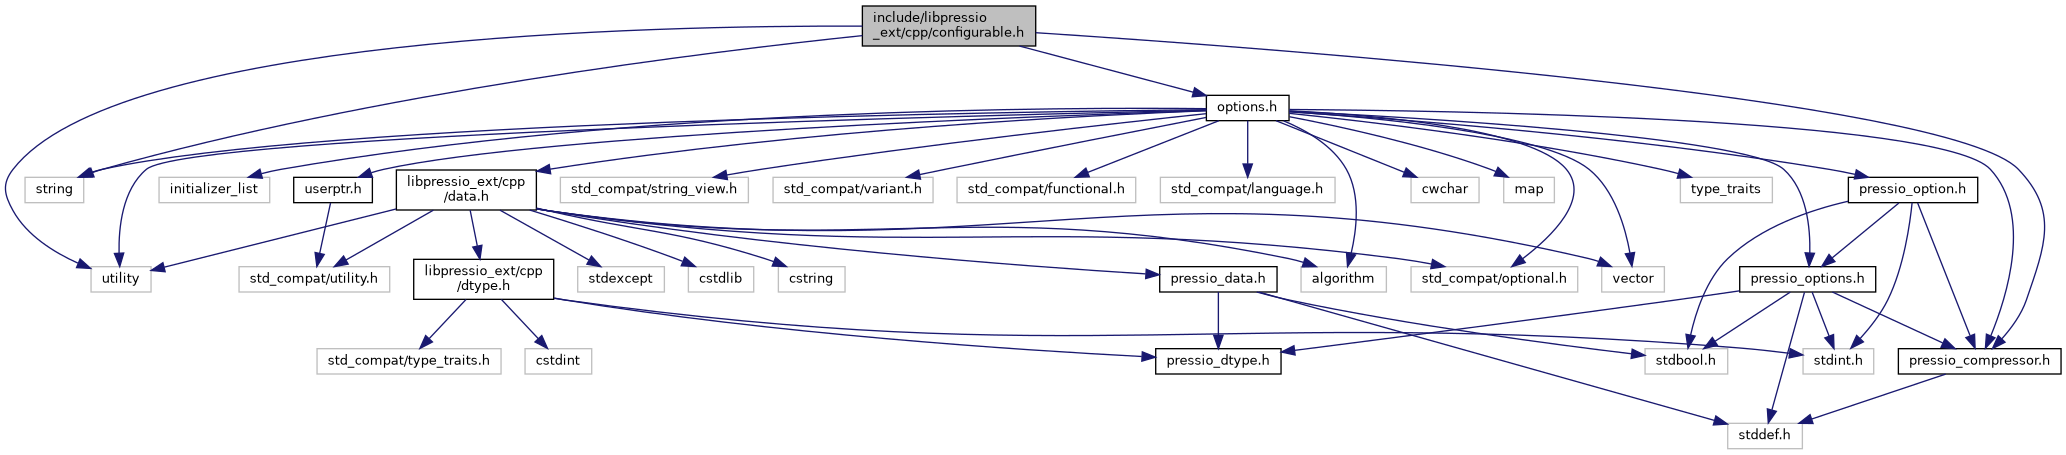 include/libpressio
_ext/cpp/configurable.h
options.h
string
initializer_list
userptr.h
libpressio_ext/cpp
/data.h
std_compat/string_view.h
std_compat/variant.h
std_compat/functional.h
std_compat/language.h
cwchar
map
type_traits
pressio_option.h
utility
std_compat/utility.h
libpressio_ext/cpp
/dtype.h
stdexcept
cstdlib
cstring
pressio_data.h
algorithm
std_compat/optional.h
vector
pressio_options.h
std_compat/type_traits.h
cstdint
pressio_dtype.h
stdbool.h
stdint.h
pressio_compressor.h
stddef.h